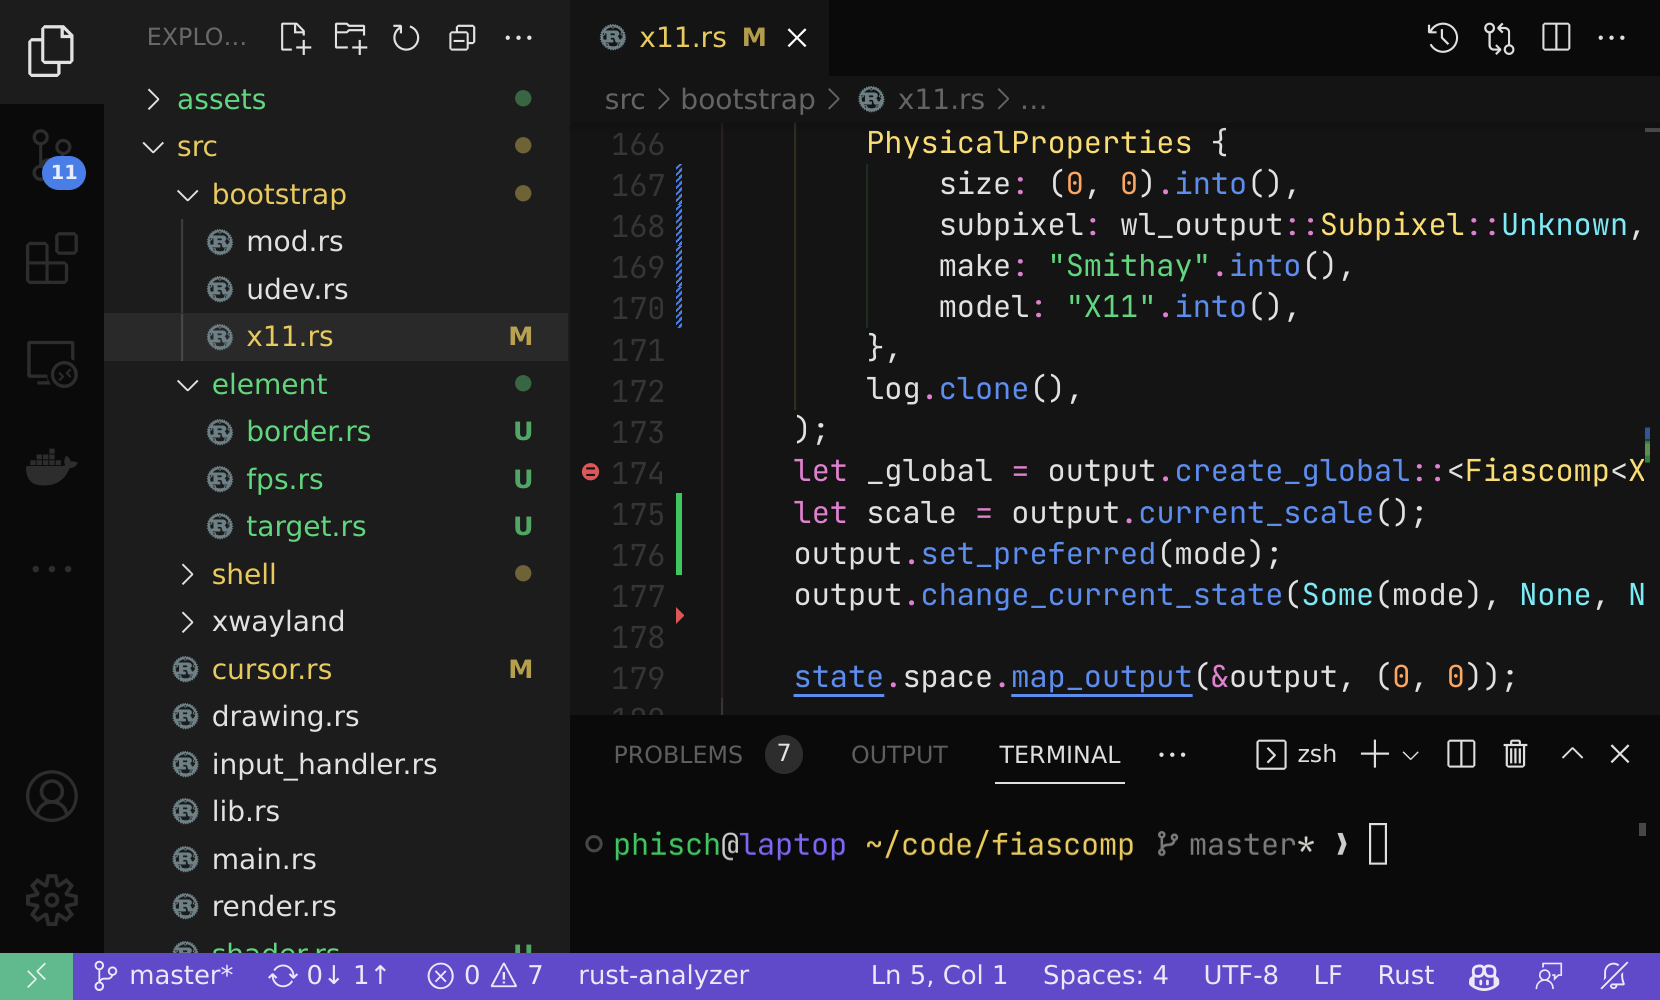 EXPLO...
assets
src
bootstrap
mod.rs
udev.rs
x11.rs M
element
border.rs U
fps.rs U
target.rs U
shell
xwayland
cursor.rs M
drawing.rs
input_handler.rs
lib.rs
main.rs
render.rs
shader.rs U
11
x11.rs M
src > bootstrap > x11.rs > ...
166 PhysicalProperties {
167 size: (0, 0).into(),
168 subpixel: wl_output::Subpixel::Unknown,
169 make: "Smithay".into(),
170 model: "X11".into(),
171 },
172 log.clone(),
173 );
174 let _global = output.create_global::<Fiascomp<X
175 let scale = output.current_scale();
176 output.set_preferred(mode);
177 output.change_current_state(Some(mode), None, N
178
179 state.space.map_output(&output, (0, 0));
180
PROBLEMS 7 OUTPUT TERMINAL ... zsh
phisch@laptop ~/code/fiascomp master* ❯
master* 0↓ 1↑ 0 7 rust-analyzer Ln 5, Col 1 Spaces: 4 UTF-8 LF Rust